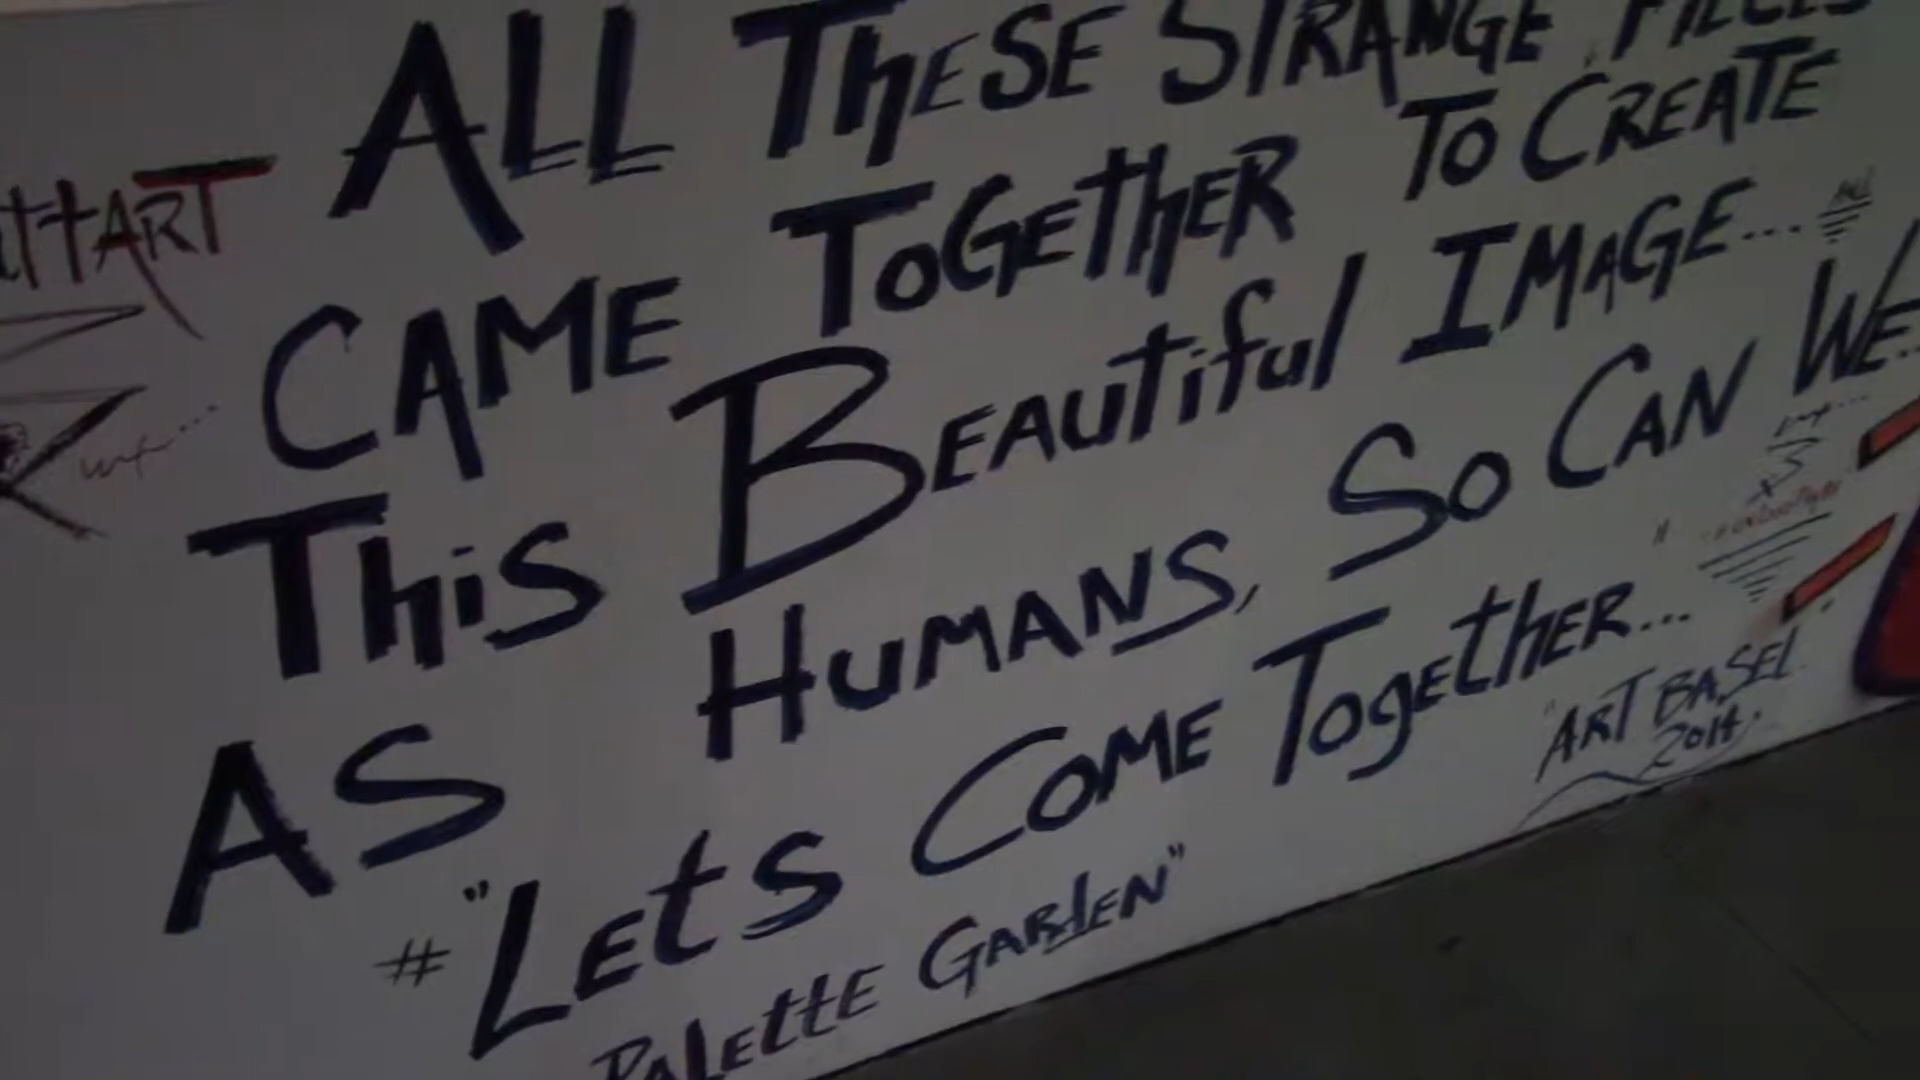 ALL THESE STRANGE PIECES
CAME TOGETHER TO CREATE
THIS BEAUTIFUL IMAGE...
AS HUMANS, SO CAN WE...
#"LETS COME TOGETHER...
PALETTE GARDEN"
"ART BASEL
2014.